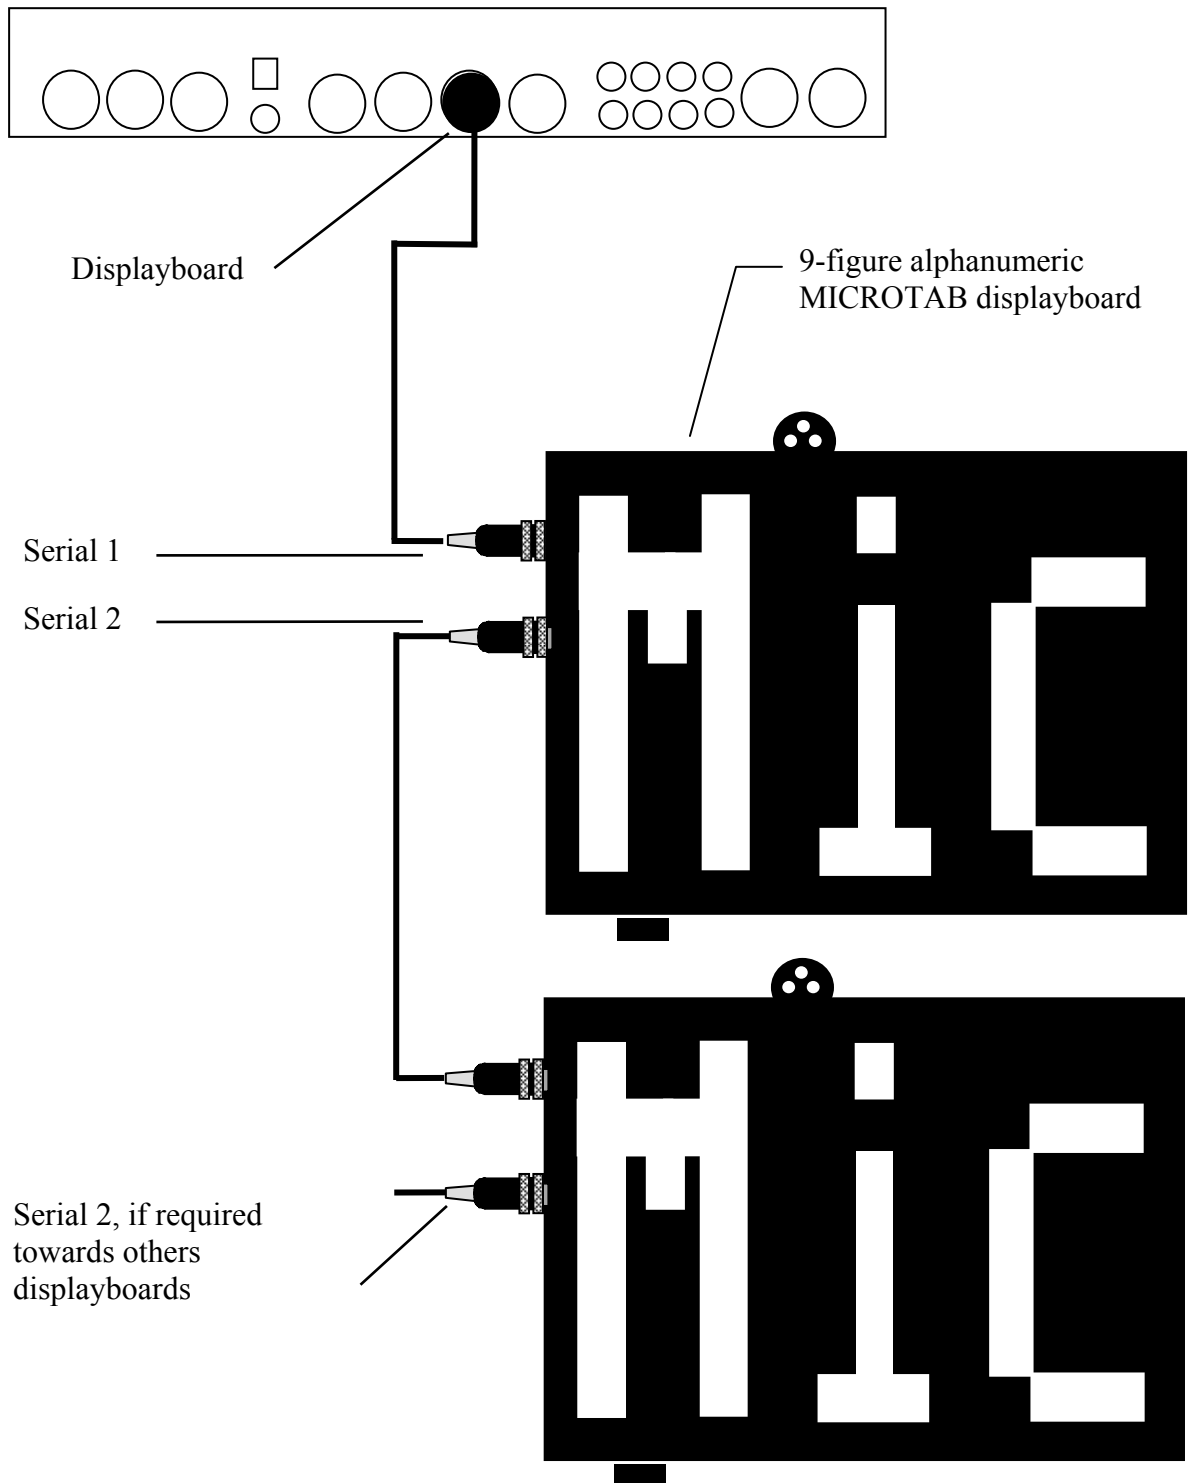 Displayboard
9-figure alphanumeric
MICROTAB displayboard
Serial 1
Serial 2
MiC
MiC
Serial 2, if required
towards others
displayboards